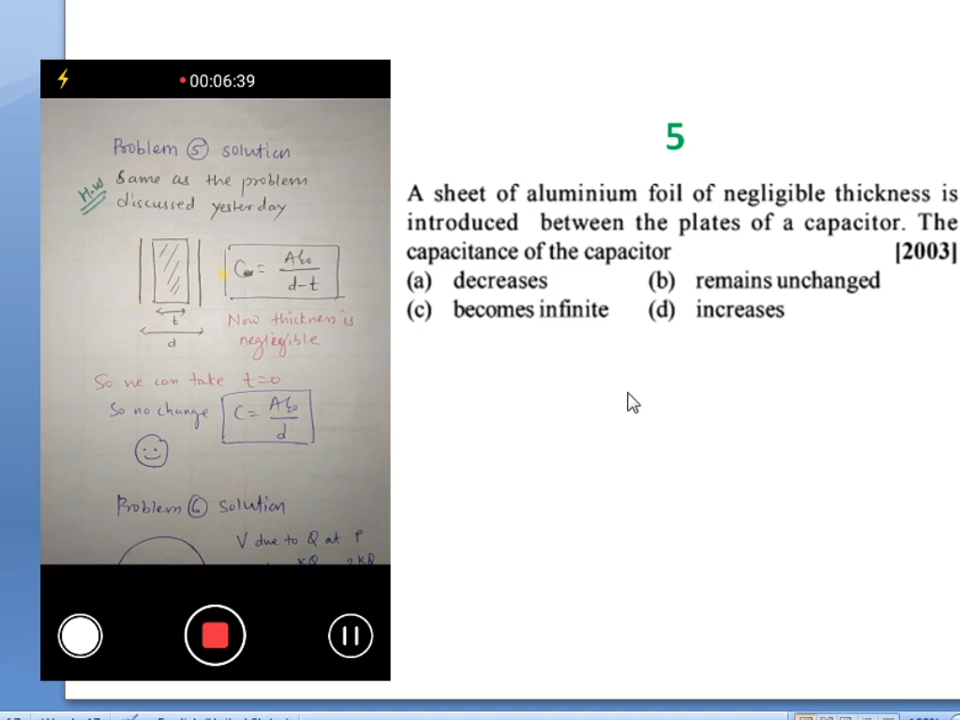 00:06:39
Problem 5 solution
H.W
Same as the problem
discussed yesterday
C = Aε₀
d-t
t
d
Now thickness is
neglegible
So we can take t=0
So no change
C = Aε₀
d
Problem 6 solution
V due to Q at P
KQ 2KQ
5
A sheet of aluminium foil of negligible thickness is
introduced between the plates of a capacitor. The
capacitance of the capacitor [2003]
(a) decreases (b) remains unchanged
(c) becomes infinite (d) increases